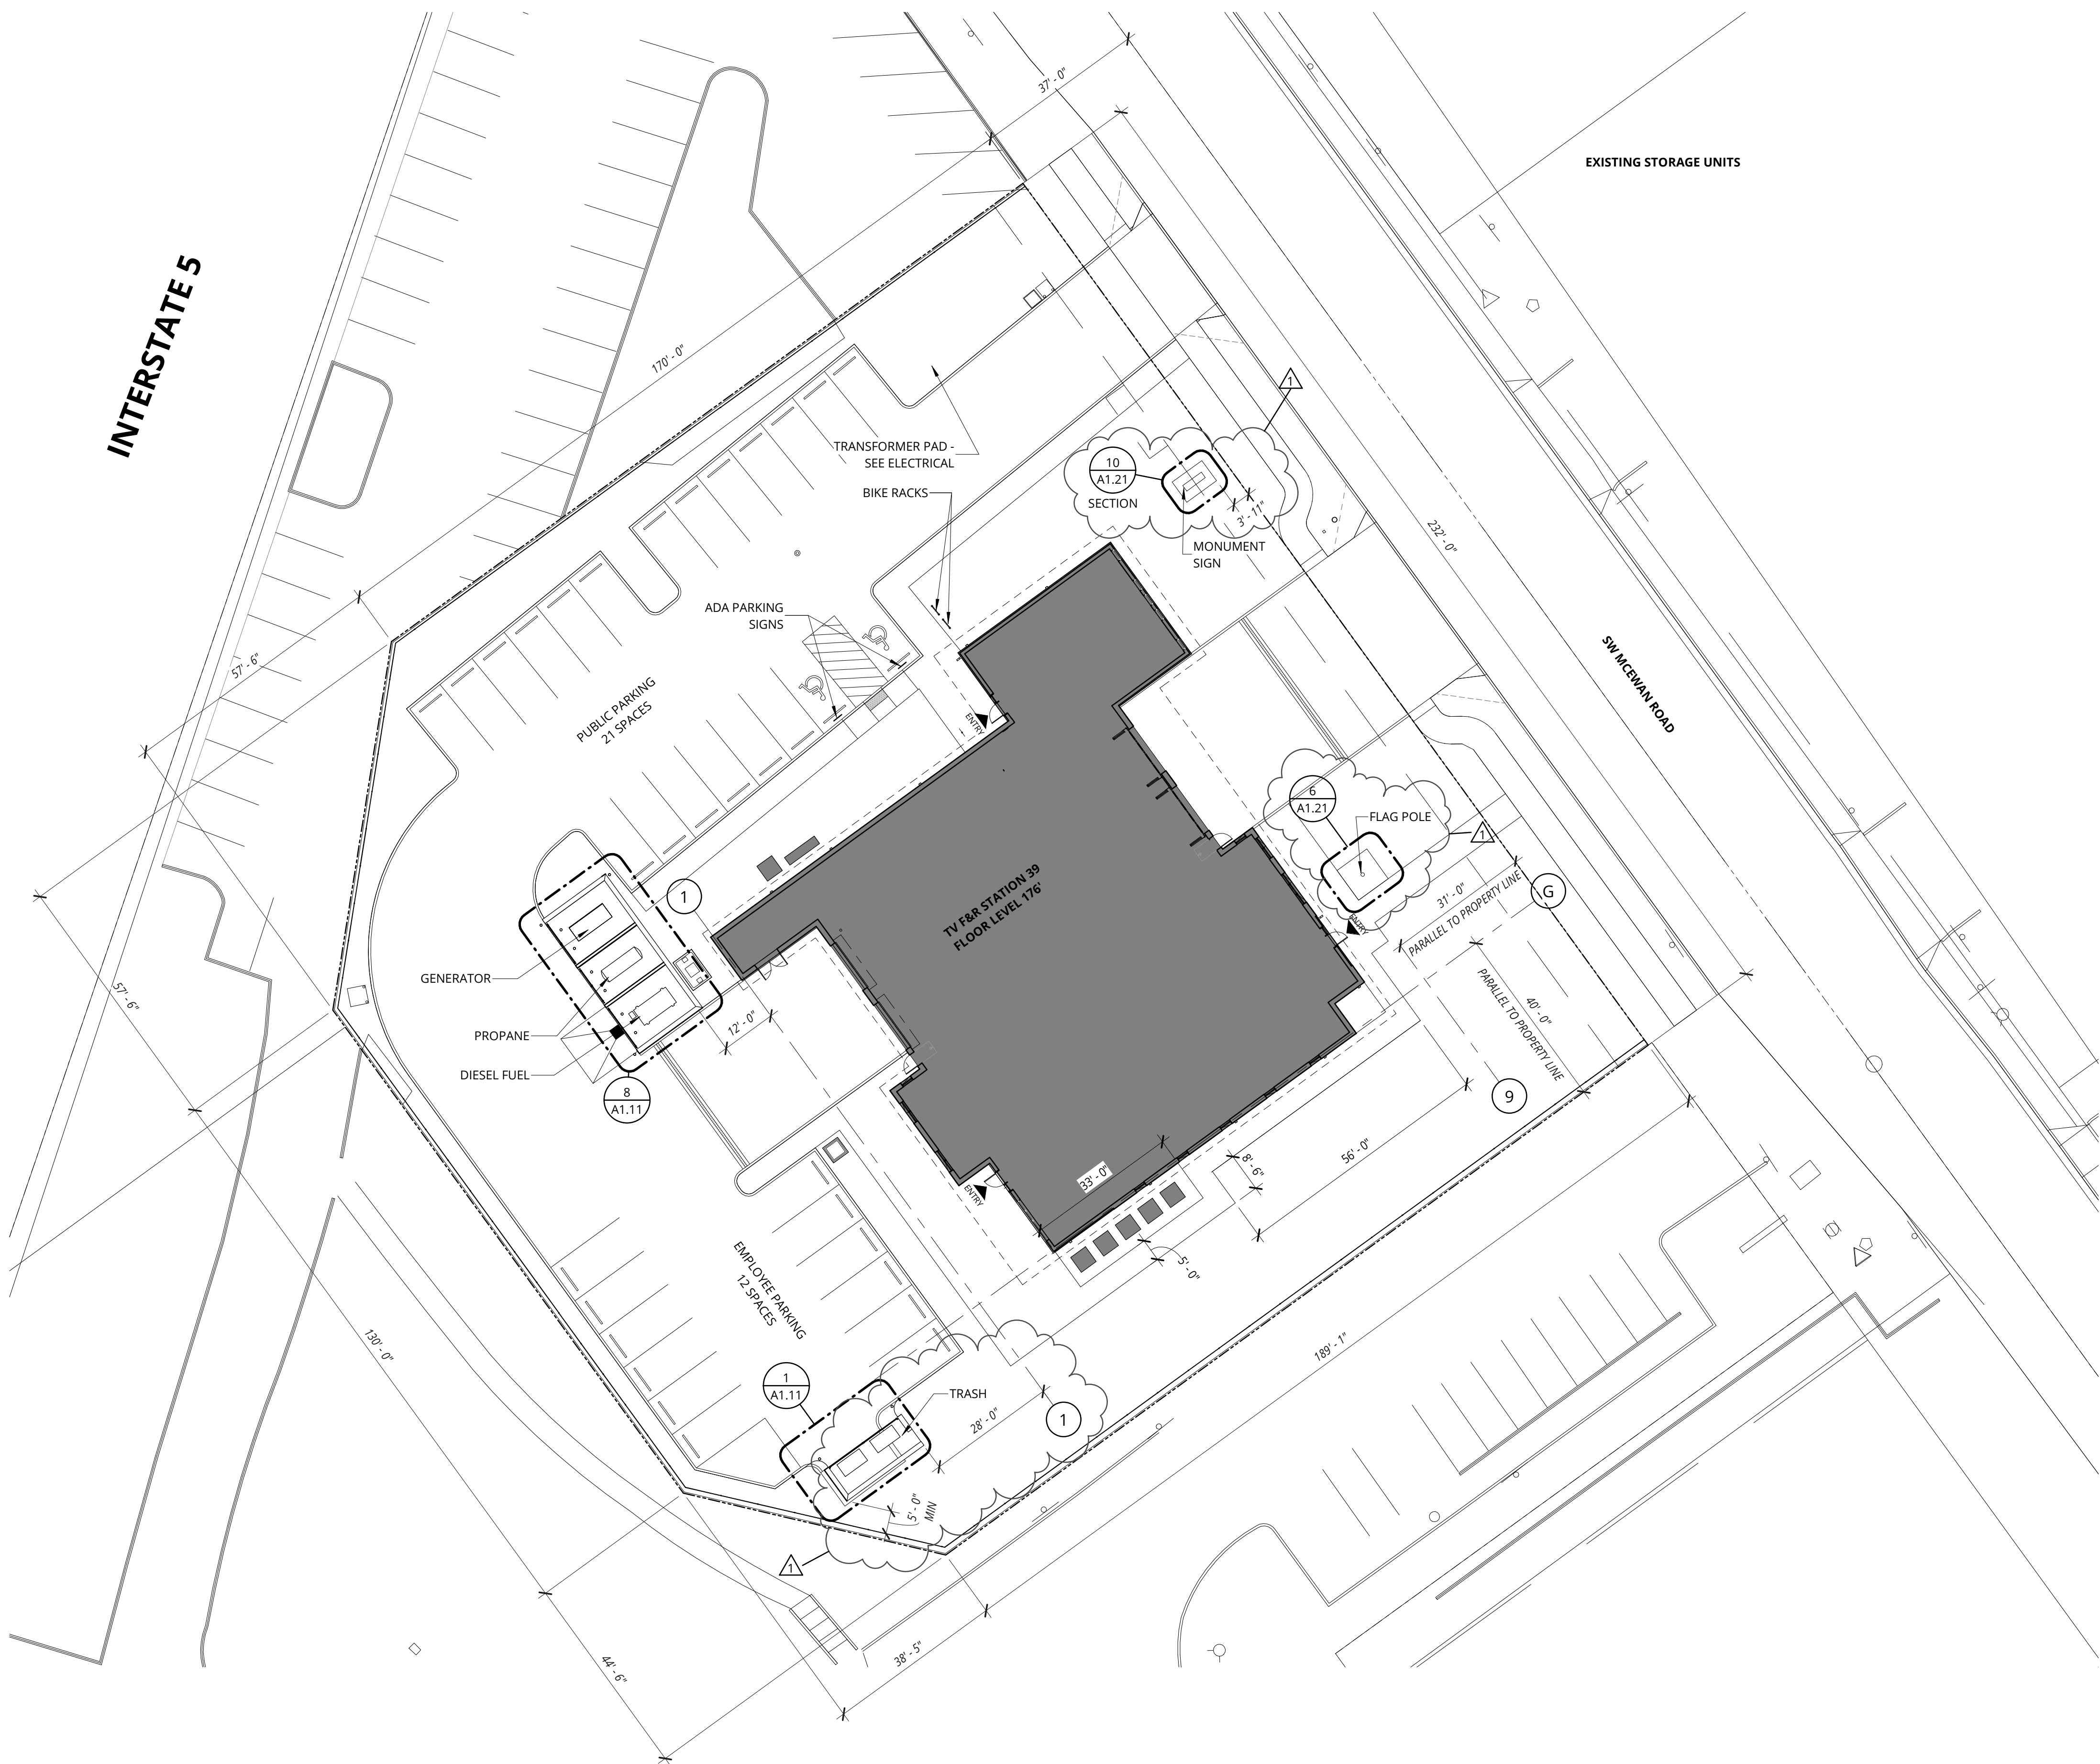 37' - 0"
EXISTING STORAGE UNITS
INTERSTATE 5
170' - 0"
1
TRANSFORMER PAD -
SEE ELECTRICAL
10
A1.21
SECTION
BIKE RACKS
3' - 11"
232' - 0"
MONUMENT
SIGN
ADA PARKING
SIGNS
57' - 6"
PUBLIC PARKING
21 SPACES
ENTRY
SW MCEWAN ROAD
6
A1.21
FLAG POLE
1
1
TV F&R STATION 39
FLOOR LEVEL 176'
31' - 0"
PARALLEL TO PROPERTY LINE
G
ENTRY
GENERATOR
57' - 6"
PROPANE
12' - 0"
40' - 0"
PARALLEL TO PROPERTY LINE
DIESEL FUEL
8
A1.11
9
33' - 0"
8' - 6"
56' - 0"
ENTRY
5' - 0"
EMPLOYEE PARKING
12 SPACES
130' - 0"
189' - 1"
1
A1.11
TRASH
28' - 0"
1
5' - 0"
MIN
1
38' - 5"
44' - 6"